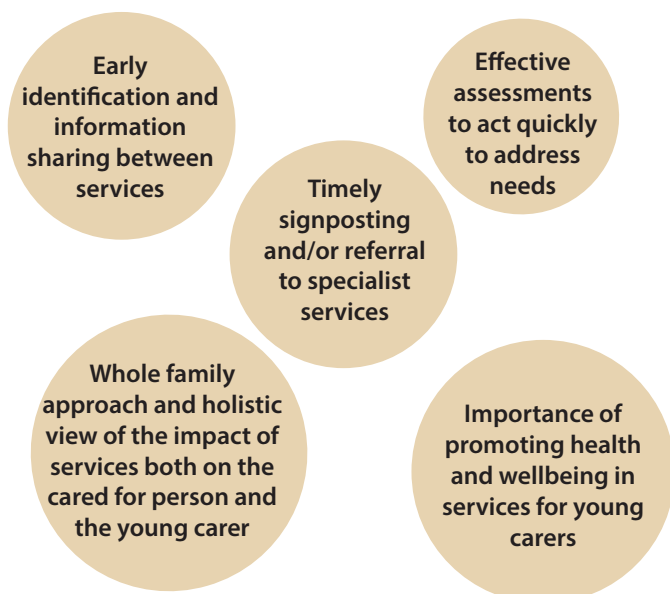 Early
identification and
information
sharing between
services
Effective
assessments
to act quickly
to address
needs
Timely
signposting
and/or referral
to specialist
services
Whole family
approach and holistic
view of the impact of
services both on the
cared for person and
the young carer
Importance of
promoting health
and wellbeing in
services for young
carers